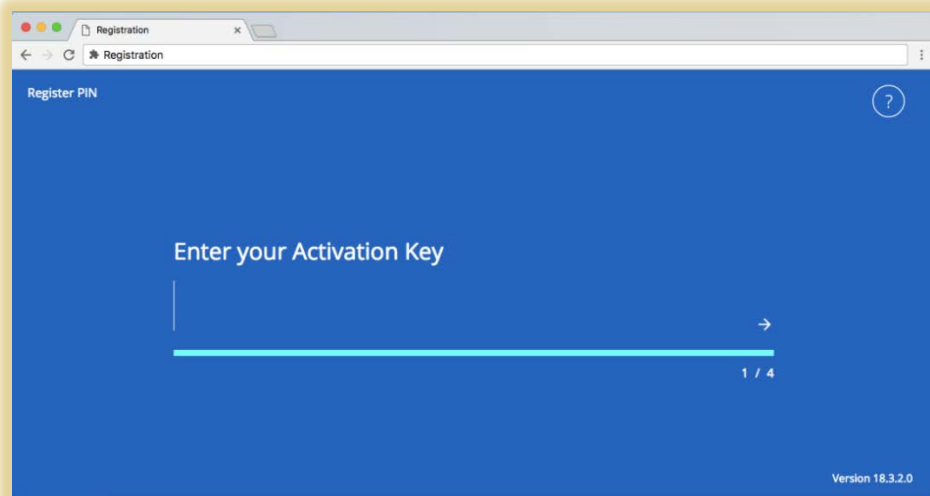 Registration
Registration
Register PIN
?
Enter your Activation Key
1 / 4
Version 18.3.2.0